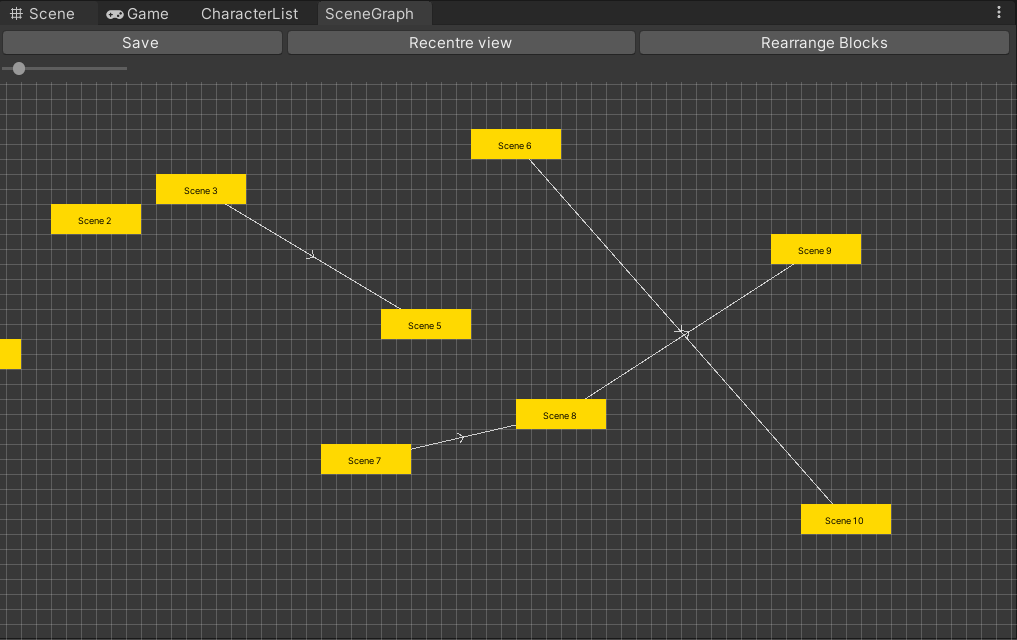 Scene
Game
CharacterList
SceneGraph
Save
Recentre view
Rearrange Blocks
Scene 6
Scene 3
Scene 2
Scene 9
Scene 5
Scene 8
Scene 7
Scene 10